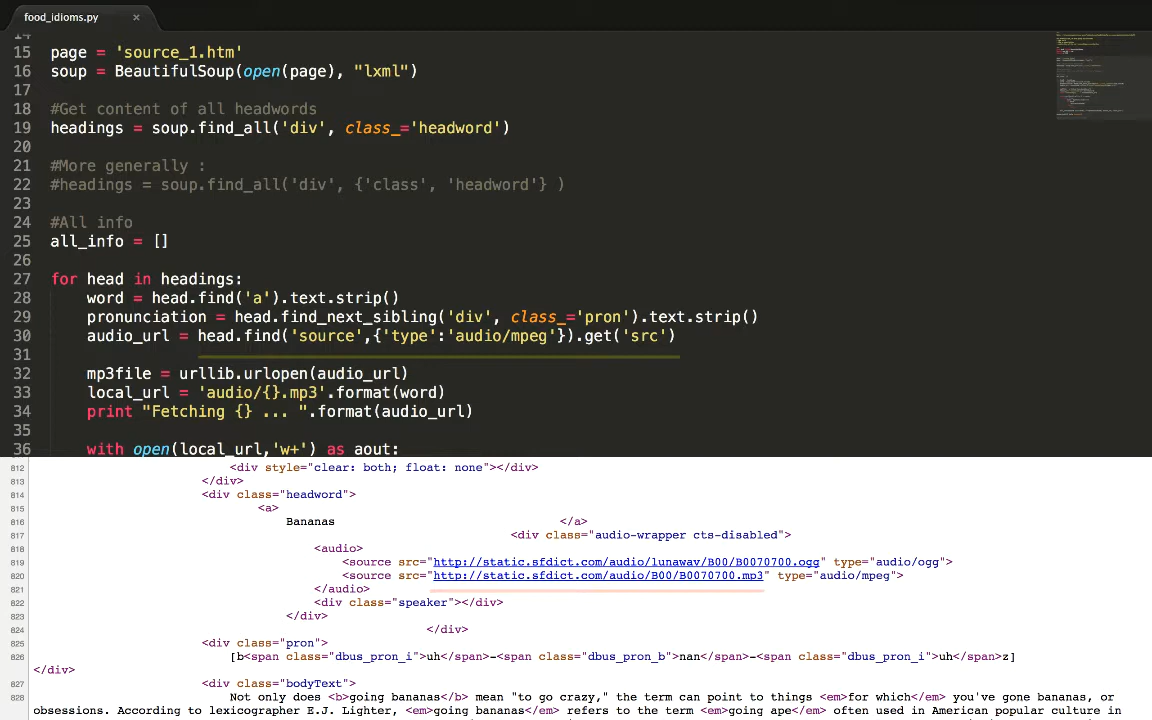 food_idioms.py ×
14
15 page = 'source_1.htm'
16 soup = BeautifulSoup(open(page), "lxml")
17
18 #Get content of all headwords
19 headings = soup.find_all('div', class_='headword')
20
21 #More generally :
22 #headings = soup.find_all('div', {'class', 'headword'} )
23
24 #All info
25 all_info = []
26
27 for head in headings:
28 word = head.find('a').text.strip()
29 pronunciation = head.find_next_sibling('div', class_='pron').text.strip()
30 audio_url = head.find('source',{'type':'audio/mpeg'}).get('src')
31
32 mp3file = urllib.urlopen(audio_url)
33 local_url = 'audio/{}.mp3'.format(word)
34 print "Fetching {} ... ".format(audio_url)
35
36 with open(local_url,'w+') as aout:
812 <div style="clear: both; float: none"></div>
813 </div>
814 <div class="headword">
815 <a>
816 Bananas </a>
817 <div class="audio-wrapper cts-disabled">
818 <audio>
819 <source src="http://static.sfdict.com/audio/lunawav/B00/B0070700.ogg" type="audio/ogg">
820 <source src="http://static.sfdict.com/audio/B00/B0070700.mp3" type="audio/mpeg">
821 </audio>
822 <div class="speaker"></div>
823 </div>
824 </div>
825 <div class="pron">
826 [b<span class="dbus_pron_i">uh</span>-<span class="dbus_pron_b">nan</span>-<span class="dbus_pron_i">uh</span>z]
</div>
827 <div class="bodyText">
828 Not only does <b>going bananas</b> mean "to go crazy," the term can point to things <em>for which</em> you've gone bananas, or
obsessions. According to lexicographer E.J. Lighter, <em>going bananas</em> refers to the term <em>going ape</em> often used in American popular culture in